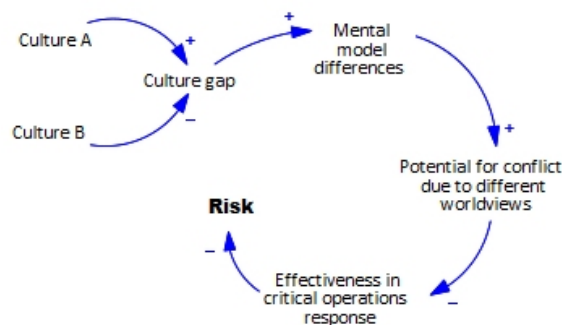 Culture A
+
Culture gap
Culture B
–
+
Mental
model
differences
+
Potential for conflict
due to different
worldviews
–
Effectiveness in
critical operations
response
–
Risk